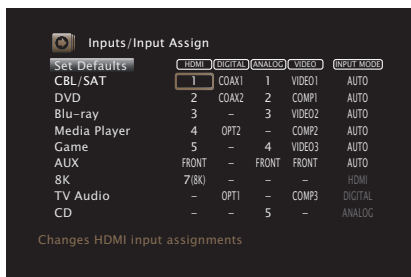 Inputs/Input Assign
Set Defaults HDMI DIGITAL ANALOG VIDEO INPUT MODE
CBL/SAT 1 COAX1 1 VIDEO1 AUTO
DVD 2 COAX2 2 COMP1 AUTO
Blu-ray 3 – 3 VIDEO2 AUTO
Media Player 4 OPT2 – COMP2 AUTO
Game 5 – 4 VIDEO3 AUTO
AUX FRONT – FRONT FRONT AUTO
8K 7(8K) – – – HDMI
TV Audio – OPT1 – COMP3 DIGITAL
CD – – 5 – ANALOG
Changes HDMI input assignments